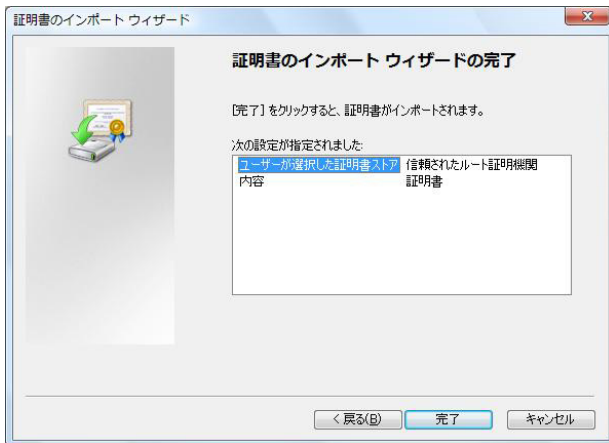 証明書のインポート ウィザード
証明書のインポート ウィザードの完了
[完了] をクリックすると、証明書がインポートされます。
次の設定が指定されました:
ユーザーが選択した証明書ストア 信頼されたルート証明機関
内容 証明書
< 戻る(B) 完了 キャンセル